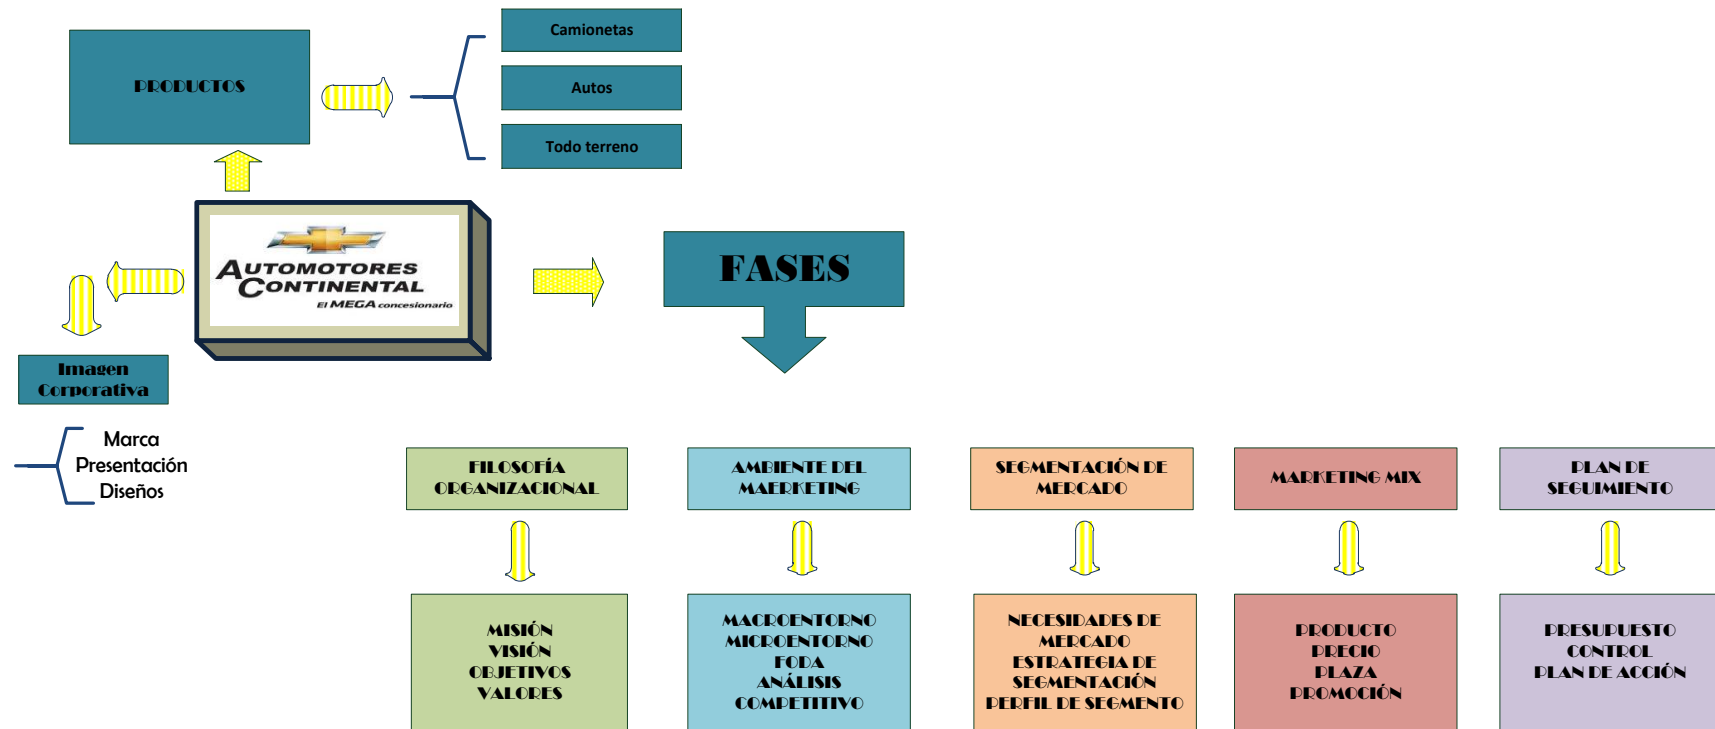 Camionetas
PRODUCTOS
Autos
Todo terreno
AUTOMOTORES
CONTINENTAL
El MEGA concesionario
FASES
Imagen
Corporativa
Marca
Presentación
Diseños
FILOSOFÍA
ORGANIZACIONAL
AMBIENTE DEL
MAERKETING
SEGMENTACIÓN DE
MERCADO
MARKETING MIX
PLAN DE
SEGUIMIENTO
MISIÓN
VISIÓN
OBJETIVOS
VALORES
MACROENTORNO
MICROENTORNO
FODA
ANÁLISIS
COMPETITIVO
NECESIDADES DE
MERCADO
ESTRATEGIA DE
SEGMENTACIÓN
PERFIL DE SEGMENTO
PRODUCTO
PRECIO
PLAZA
PROMOCIÓN
PRESUPUESTO
CONTROL
PLAN DE ACCIÓN